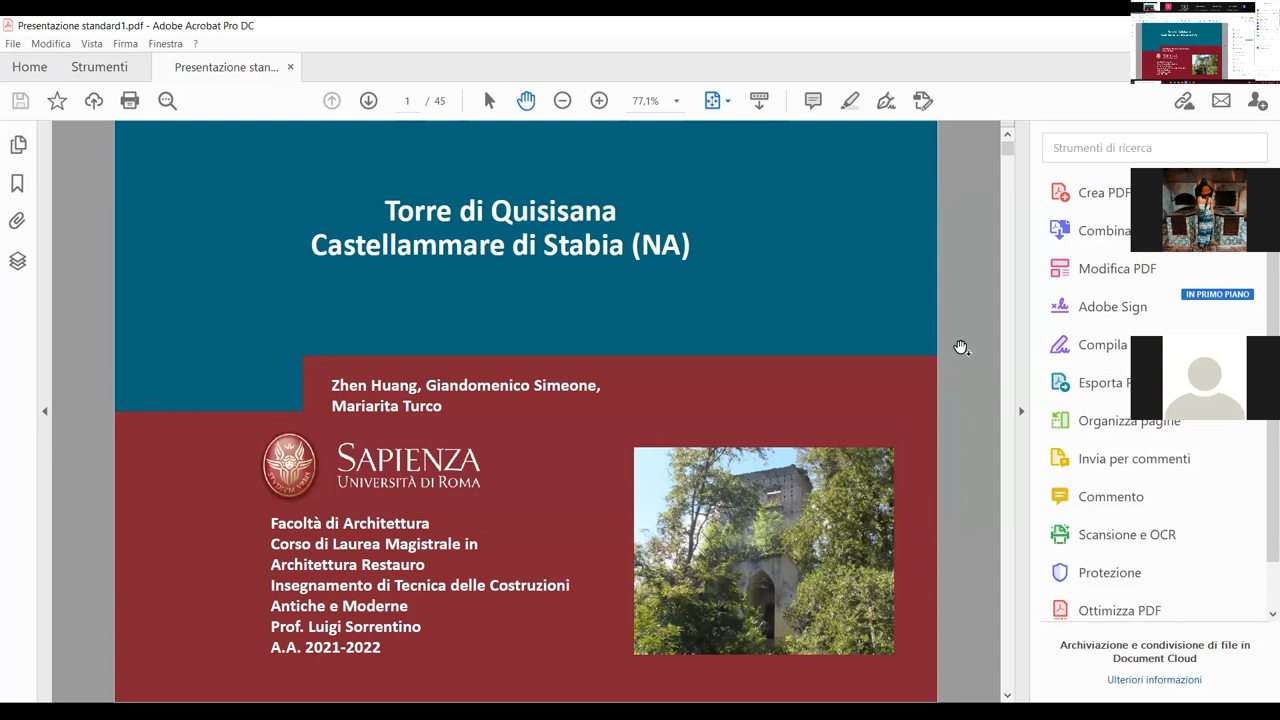 Presentazione standard1.pdf - Adobe Acrobat Pro DC
File Modifica Vista Firma Finestra ?
Home Strumenti Presentazione stan... ×
1 / 45 77,1%
Torre di Quisisana
Castellammare di Stabia (NA)
Zhen Huang, Giandomenico Simeone,
Mariarita Turco
SAPIENZA
UNIVERSITÀ DI ROMA
Facoltà di Architettura
Corso di Laurea Magistrale in
Architettura Restauro
Insegnamento di Tecnica delle Costruzioni
Antiche e Moderne
Prof. Luigi Sorrentino
A.A. 2021-2022
Strumenti di ricerca
Crea PDF
Combina
Modifica PDF
IN PRIMO PIANO
Adobe Sign
Compila
Esporta
Organizza pagine
Invia per commenti
Commento
Scansione e OCR
Protezione
Ottimizza PDF
Archiviazione e condivisione di file in
Document Cloud
Ulteriori informazioni